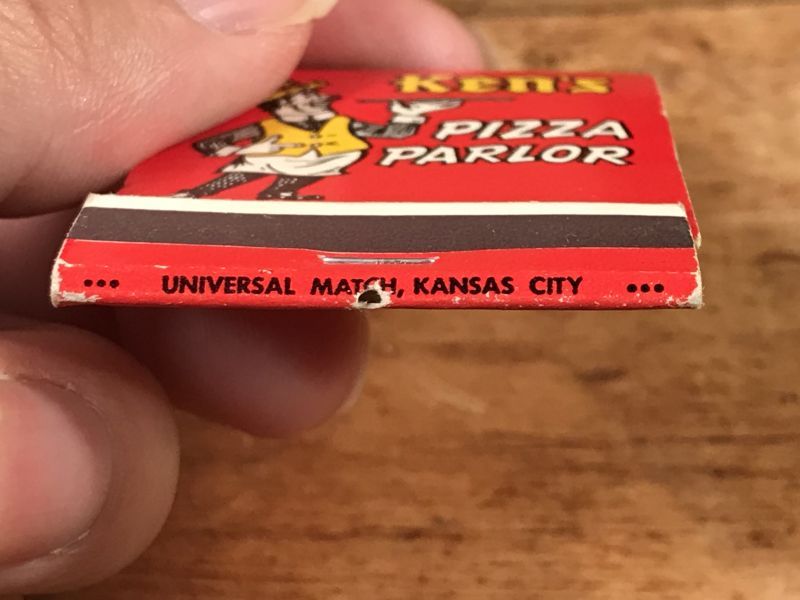 Ken's
PIZZA
PARLOR
••• UNIVERSAL MATCH, KANSAS CITY •••